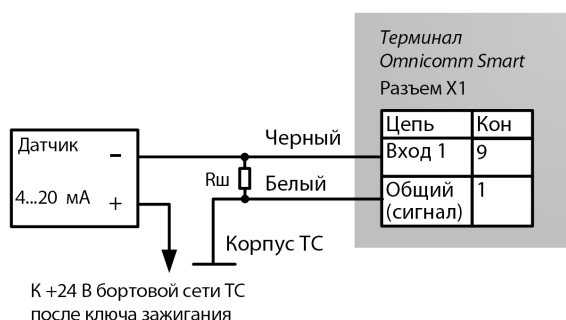 Терминал
Omnicomm Smart
Разъем X1
Цепь Кон
Черный
Вход 1 9
Датчик
–
Rш
Белый
Общий
(сигнал) 1
4...20 мА +
Корпус ТС
К +24 В бортовой сети ТС
после ключа зажигания